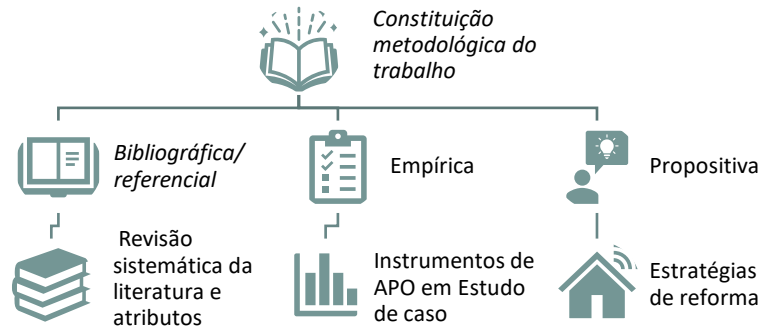 Constituição
metodológica do
trabalho
Bibliográfica/
referencial
Empírica
Propositiva
Revisão
sistemática da
literatura e
atributos
Instrumentos de
APO em Estudo
de caso
Estratégias
de reforma